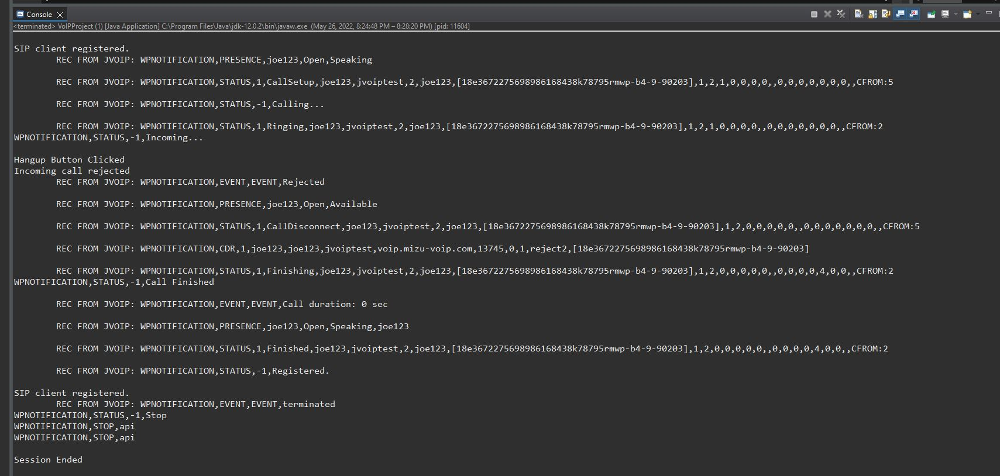 Console
<terminated> VoIPProject (1) [Java Application] C:\Program Files\Java\jdk-12.0.2\bin\javaw.exe (May 26, 2022, 8:24:48 PM – 8:28:20 PM) [pid: 11604]
SIP client registered.
REC FROM JVOIP: WPNOTIFICATION,PRESENCE,joe123,Open,Speaking
REC FROM JVOIP: WPNOTIFICATION,STATUS,1,CallSetup,joe123,jvoiptest,2,joe123,[18e3672275698986168438k78795rmwp-b4-9-90203],1,2,1,0,0,0,0,,0,0,0,0,0,0,0,,CFROM:5
REC FROM JVOIP: WPNOTIFICATION,STATUS,-1,Calling...
REC FROM JVOIP: WPNOTIFICATION,STATUS,1,Ringing,joe123,jvoiptest,2,joe123,[18e3672275698986168438k78795rmwp-b4-9-90203],1,2,1,0,0,0,0,,0,0,0,0,0,0,0,,CFROM:2
WPNOTIFICATION,STATUS,-1,Incoming...
Hangup Button Clicked
Incoming call rejected
REC FROM JVOIP: WPNOTIFICATION,EVENT,EVENT,Rejected
REC FROM JVOIP: WPNOTIFICATION,PRESENCE,joe123,Open,Available
REC FROM JVOIP: WPNOTIFICATION,STATUS,1,CallDisconnect,joe123,jvoiptest,2,joe123,[18e3672275698986168438k78795rmwp-b4-9-90203],1,2,0,0,0,0,0,,0,0,0,0,0,0,0,,CFROM:5
REC FROM JVOIP: WPNOTIFICATION,CDR,1,joe123,joe123,jvoiptest,voip.mizu-voip.com,13745,0,1,reject2,[18e3672275698986168438k78795rmwp-b4-9-90203]
REC FROM JVOIP: WPNOTIFICATION,STATUS,1,Finishing,joe123,jvoiptest,2,joe123,[18e3672275698986168438k78795rmwp-b4-9-90203],1,2,0,0,0,0,0,,0,0,0,0,4,0,0,,CFROM:2
WPNOTIFICATION,STATUS,-1,Call Finished
REC FROM JVOIP: WPNOTIFICATION,EVENT,EVENT,Call duration: 0 sec
REC FROM JVOIP: WPNOTIFICATION,PRESENCE,joe123,Open,Speaking,joe123
REC FROM JVOIP: WPNOTIFICATION,STATUS,1,Finished,joe123,jvoiptest,2,joe123,[18e3672275698986168438k78795rmwp-b4-9-90203],1,2,0,0,0,0,0,,0,0,0,0,4,0,0,,CFROM:2
REC FROM JVOIP: WPNOTIFICATION,STATUS,-1,Registered.
SIP client registered.
REC FROM JVOIP: WPNOTIFICATION,EVENT,EVENT,terminated
WPNOTIFICATION,STATUS,-1,Stop
WPNOTIFICATION,STOP,api
WPNOTIFICATION,STOP,api
Session Ended